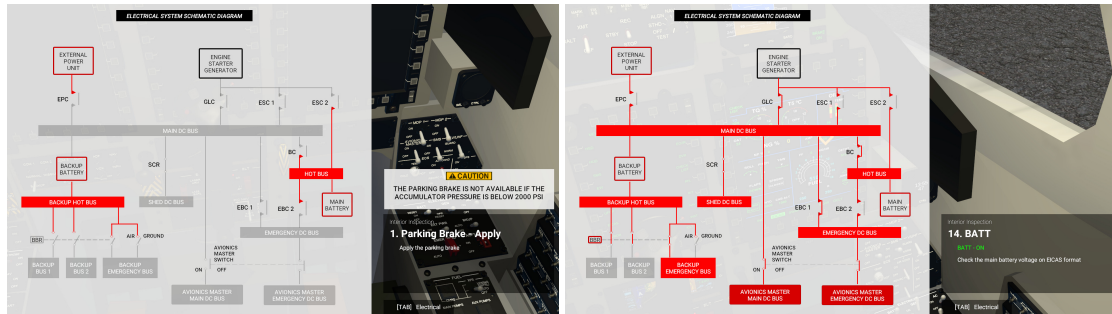 ELECTRICAL SYSTEM SCHEMATIC DIAGRAM
EXTERNAL
POWER
UNIT
ENGINE
STARTER
GENERATOR
EPC
GLC
ESC 1
ESC 2
MAIN DC BUS
BC
BACKUP
BATTERY
SCR
HOT BUS
BACKUP HOT BUS
SHED DC BUS
MAIN
BATTERY
EBC 1
EBC 2
EMERGENCY DC BUS
BBR
AIR
GROUND
AVIONICS
MASTER
SWITCH
BACKUP
BUS 1
BACKUP
BUS 2
BACKUP
EMERGENCY BUS
ON
OFF
AVIONICS MASTER
MAIN DC BUS
AVIONICS MASTER
EMERGENCY DC BUS
CAUTION
THE PARKING BRAKE IS NOT AVAILABLE IF THE
ACCUMULATOR PRESSURE IS BELOW 2000 PSI
Interior Inspection
1. Parking Brake - Apply
Apply the parking brake
[TAB] Electrical
ELECTRICAL SYSTEM SCHEMATIC DIAGRAM
EXTERNAL
POWER
UNIT
ENGINE
STARTER
GENERATOR
EPC
GLC
ESC 1
ESC 2
MAIN DC BUS
BC
BACKUP
BATTERY
SCR
HOT BUS
BACKUP HOT BUS
SHED DC BUS
MAIN
BATTERY
EBC 1
EBC 2
EMERGENCY DC BUS
BBR
AIR
GROUND
AVIONICS
MASTER
SWITCH
BACKUP
BUS 1
BACKUP
BUS 2
BACKUP
EMERGENCY BUS
ON
OFF
AVIONICS MASTER
MAIN DC BUS
AVIONICS MASTER
EMERGENCY DC BUS
Interior Inspection
14. BATT
BATT - ON
Check the main battery voltage on EICAS format
[TAB] Electrical